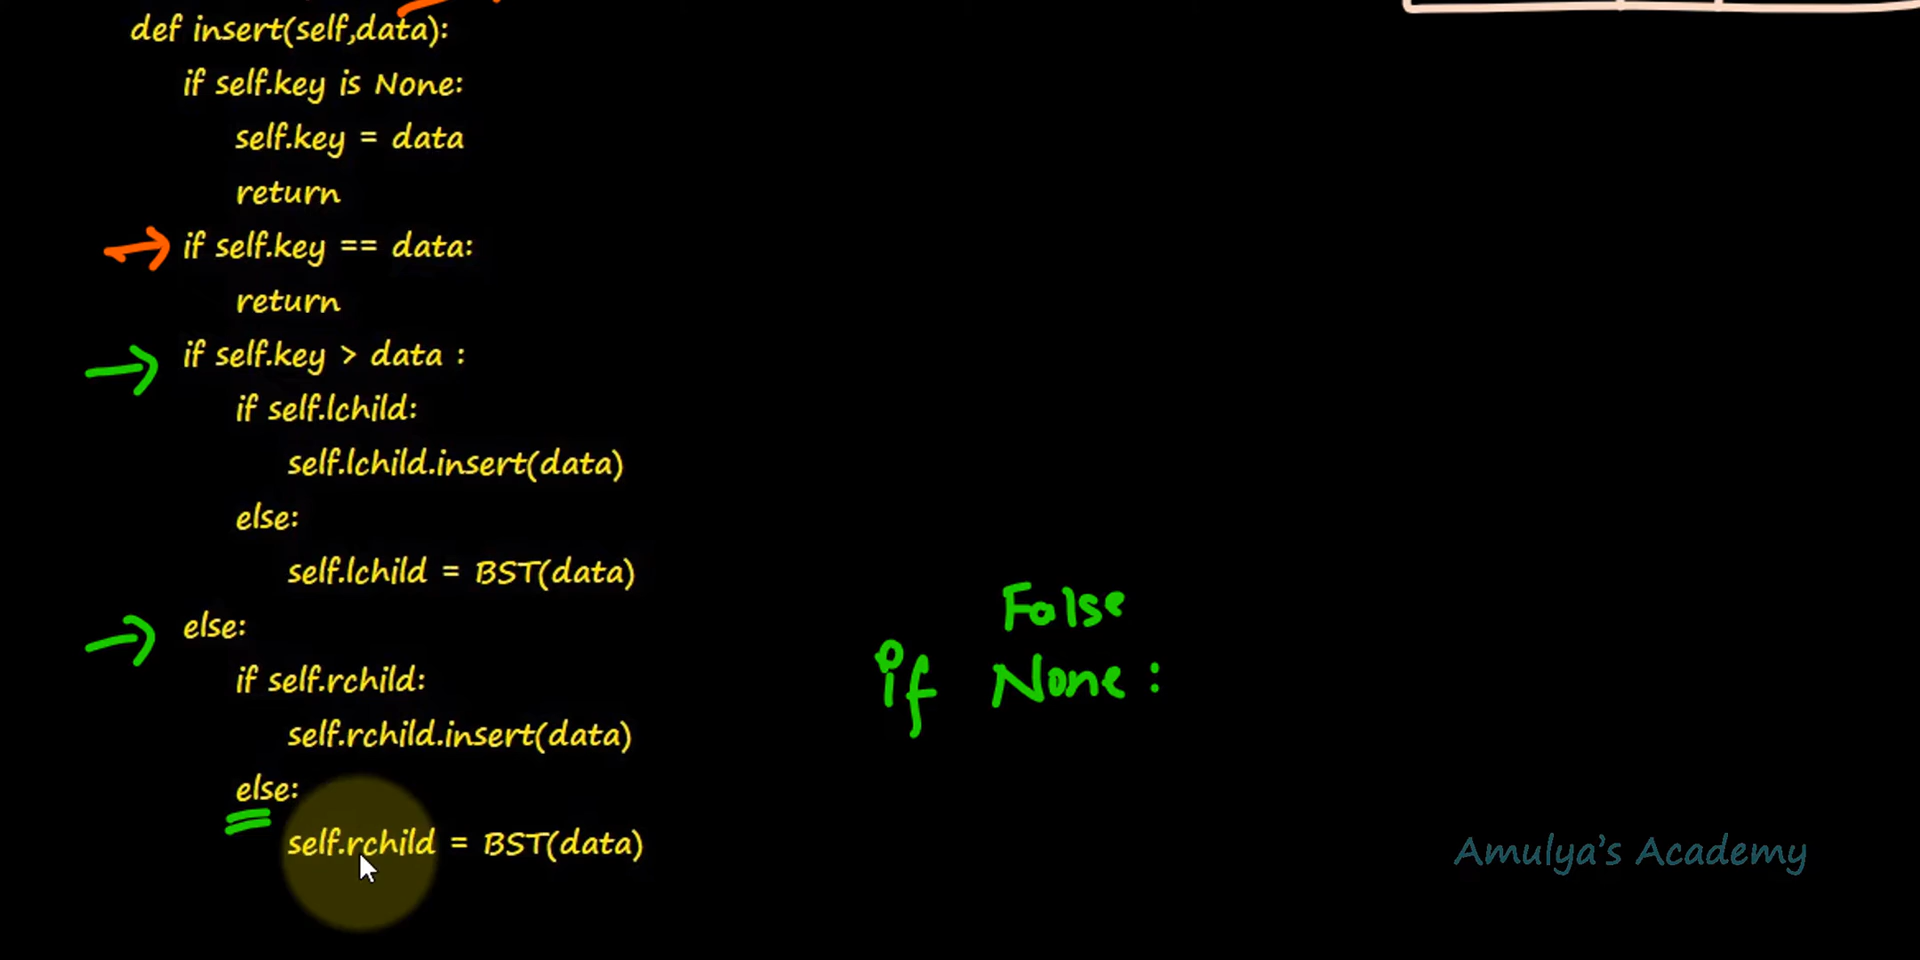 def insert(self,data):
if self.key is None:
self.key = data
return
if self.key == data:
return
if self.key > data :
if self.lchild:
self.lchild.insert(data)
else:
self.lchild = BST(data)
else:
if self.rchild:
self.rchild.insert(data)
else:
self.rchild = BST(data)
False
if None :
Amulya's Academy